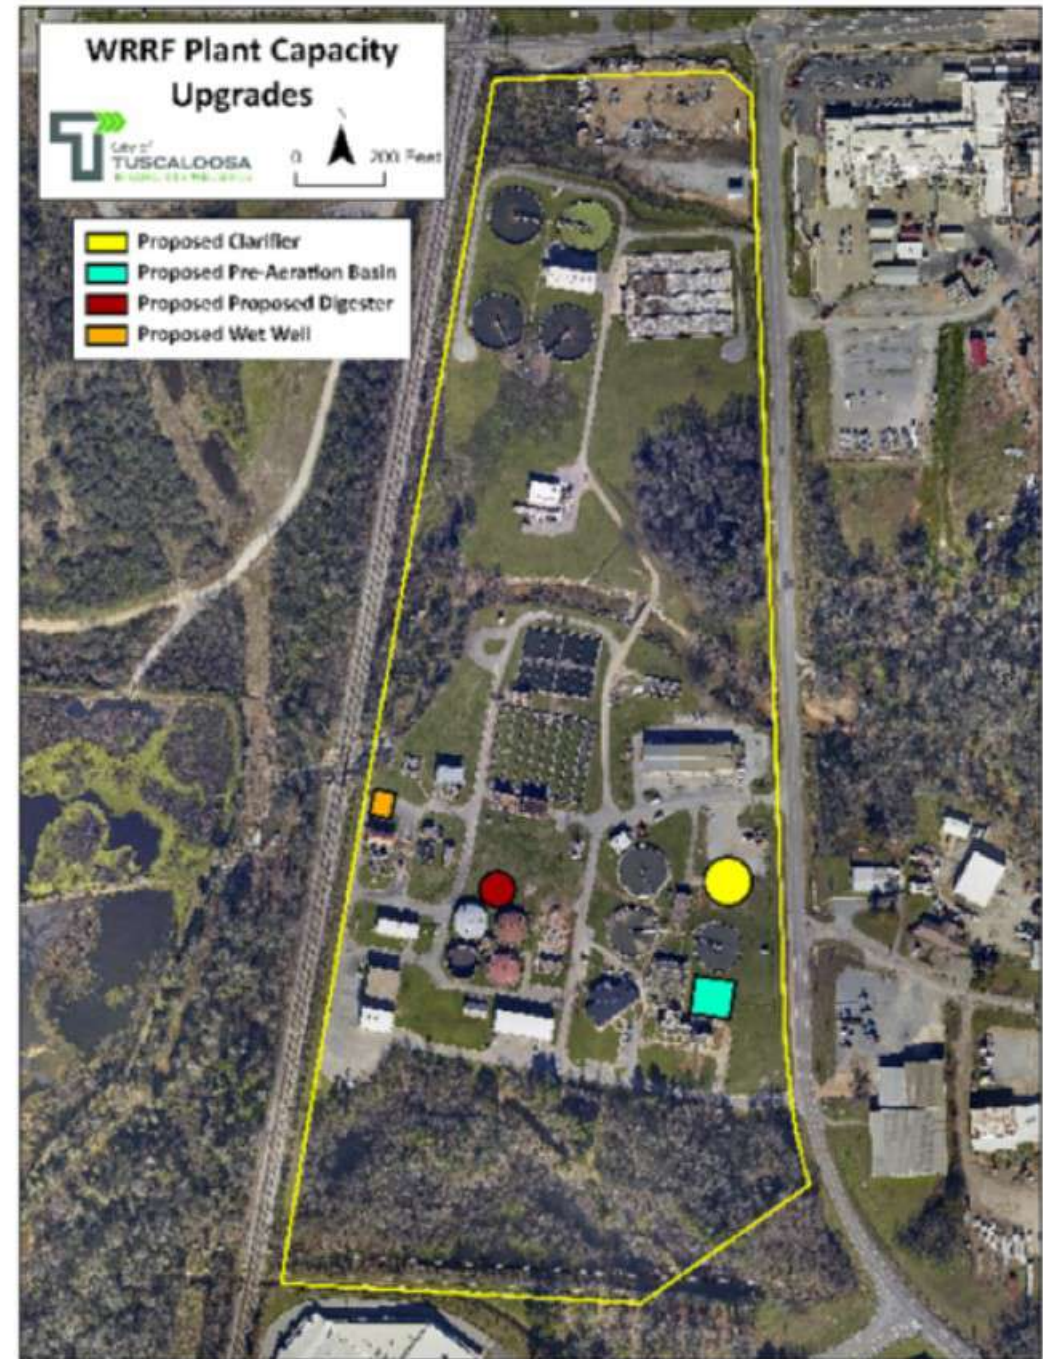 WRRF Plant Capacity
Upgrades
N
City of
TUSCALOOSA
0 200 Feet
Proposed Clarifier
Proposed Pre-Aeration Basin
Proposed Proposed Digester
Proposed Wet Well